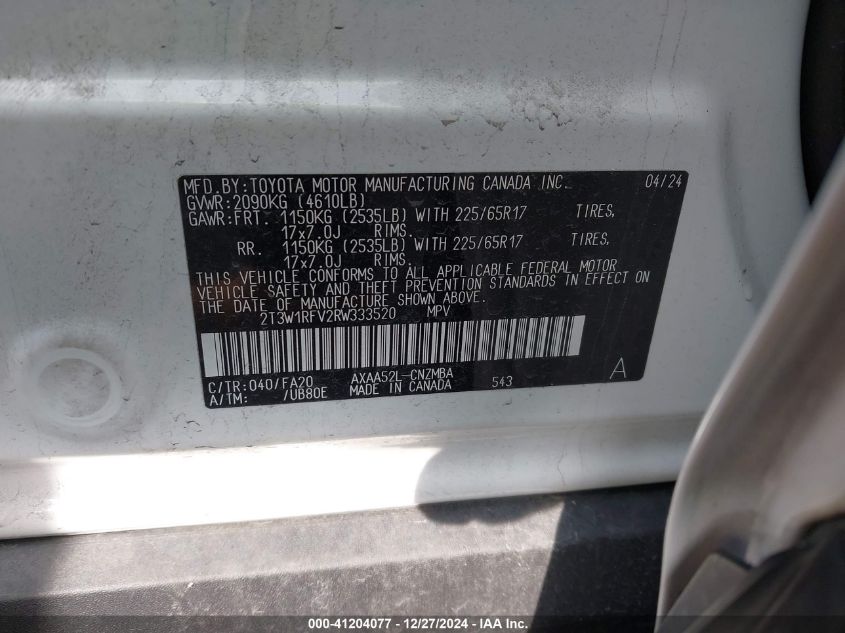 MFD.BY:TOYOTA MOTOR MANUFACTURING CANADA INC. 04/24
GVWR:2090KG (4610LB)
GAWR:FRT. 1150KG (2535LB) WITH 225/65R17 TIRES,
17x7.0J RIMS.
RR. 1150KG (2535LB) WITH 225/65R17 TIRES,
17x7.0J RIMS.
THIS VEHICLE CONFORMS TO ALL APPLICABLE FEDERAL MOTOR
VEHICLE SAFETY AND THEFT PREVENTION STANDARDS IN EFFECT ON
THE DATE OF MANUFACTURE SHOWN ABOVE.
2T3W1RFV2RW333520 MPV
C/TR:040/FA20 AXAA52L-CNZMBA 543 A
A/TM: /UB80E MADE IN CANADA
000-41204077 - 12/27/2024 - IAA Inc.